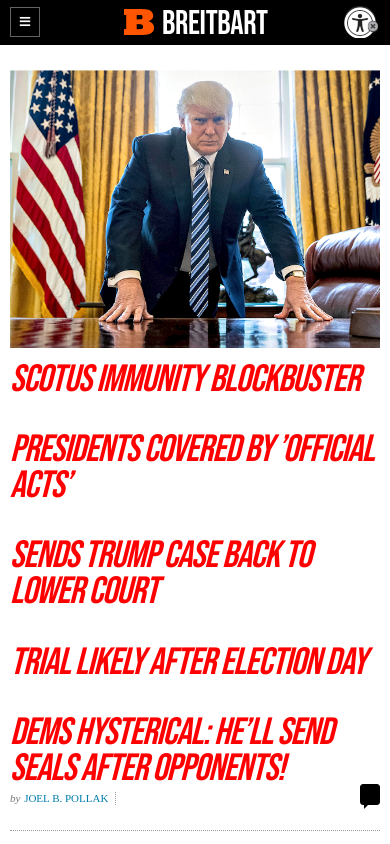 B BREITBART
SCOTUS IMMUNITY BLOCKBUSTER
PRESIDENTS COVERED BY ’OFFICIAL
ACTS’
SENDS TRUMP CASE BACK TO
LOWER COURT
TRIAL LIKELY AFTER ELECTION DAY
DEMS HYSTERICAL: HE’LL SEND
SEALS AFTER OPPONENTS!
by JOEL B. POLLAK